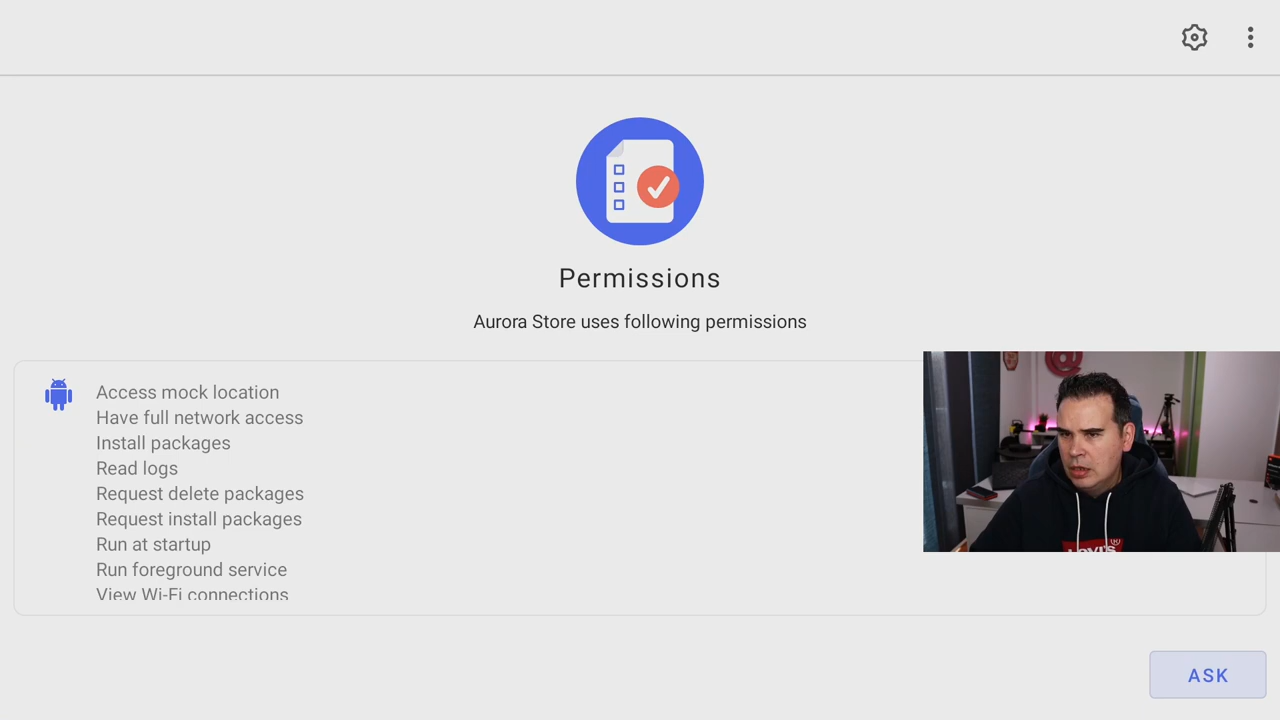 Permissions
Aurora Store uses following permissions
Access mock location
Have full network access
Install packages
Read logs
Request delete packages
Request install packages
Run at startup
Run foreground service
View Wi-Fi connections
Levi's®
ASK